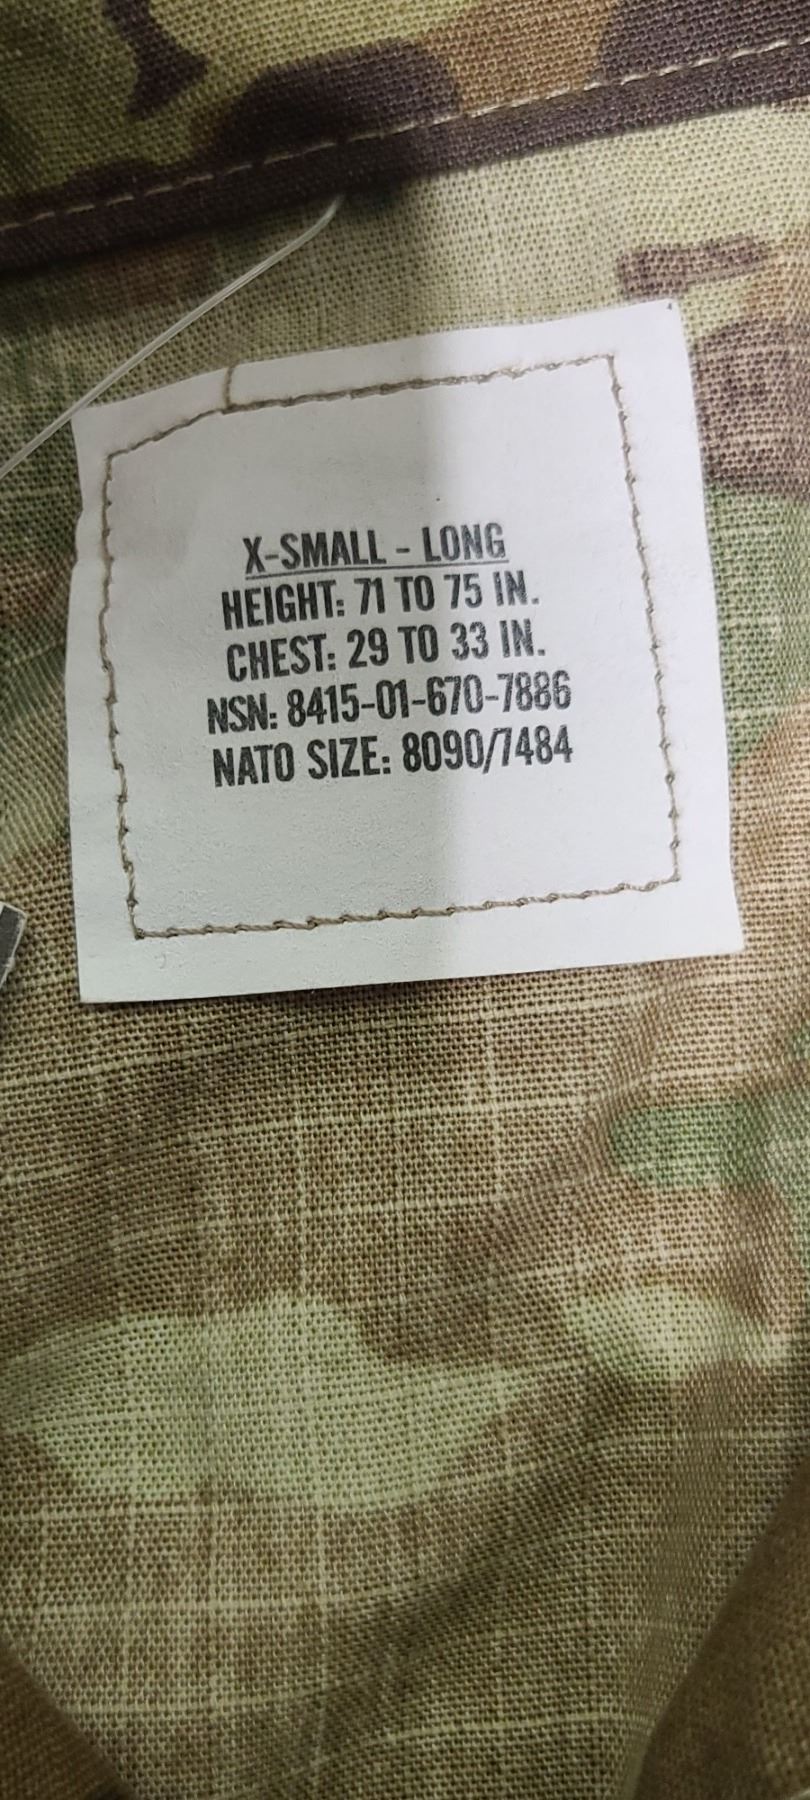 X-SMALL - LONG
HEIGHT: 71 TO 75 IN.
CHEST: 29 TO 33 IN.
NSN: 8415-01-670-7886
NATO SIZE: 8090/7484